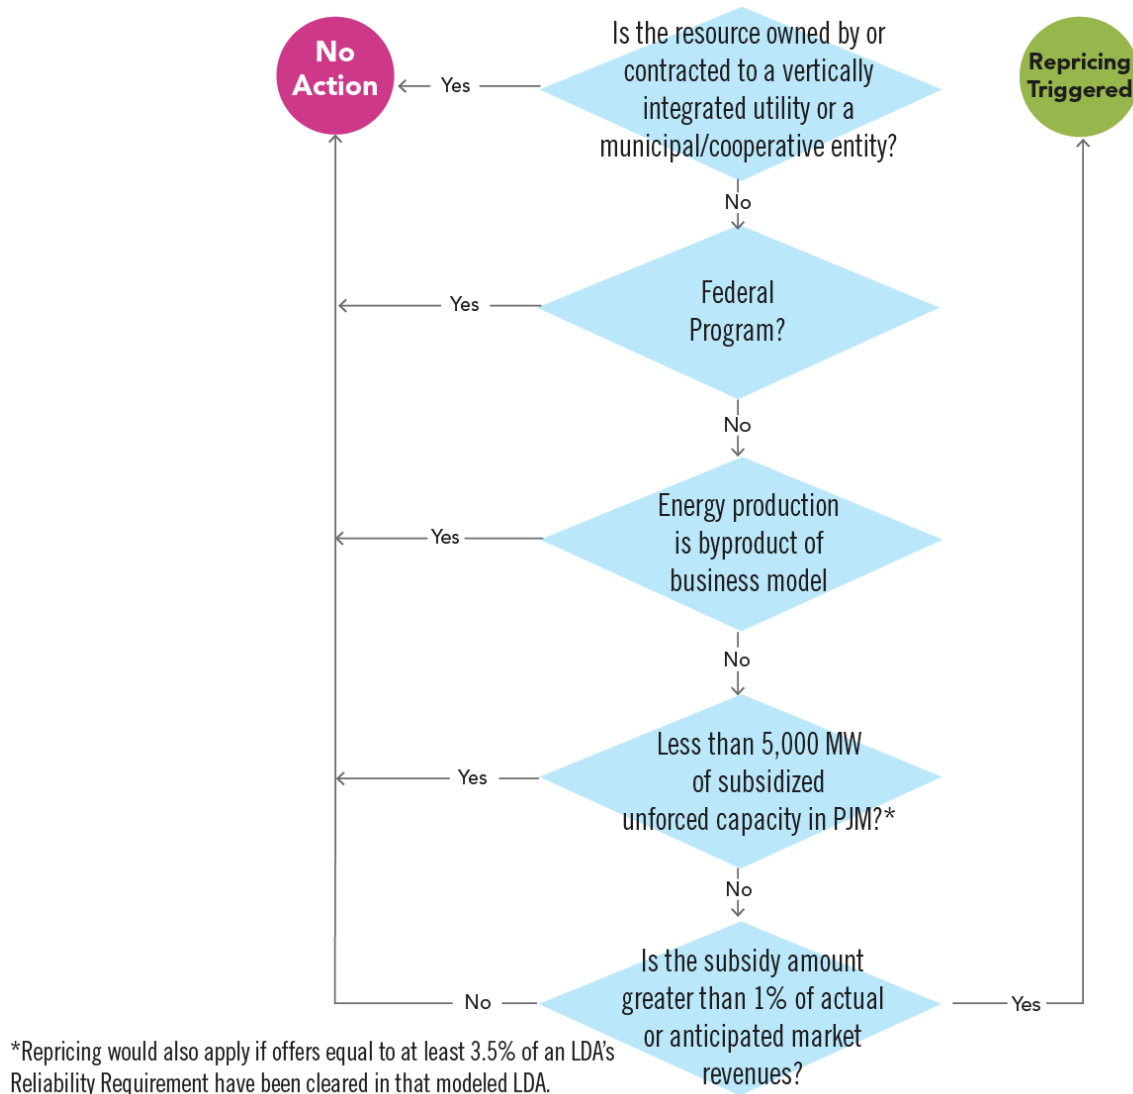 No
Action
Yes
Is the resource owned by or
contracted to a vertically
integrated utility or a
municipal/cooperative entity?
Repricing
Triggered
No
Yes
Federal
Program?
No
Yes
Energy production
is byproduct of
business model
No
Yes
Less than 5,000 MW
of subsidized
unforced capacity in PJM?*
No
No
Is the subsidy amount
greater than 1% of actual
or anticipated market
revenues?
Yes
*Repricing would also apply if offers equal to at least 3.5% of an LDA's
Reliability Requirement have been cleared in that modeled LDA.